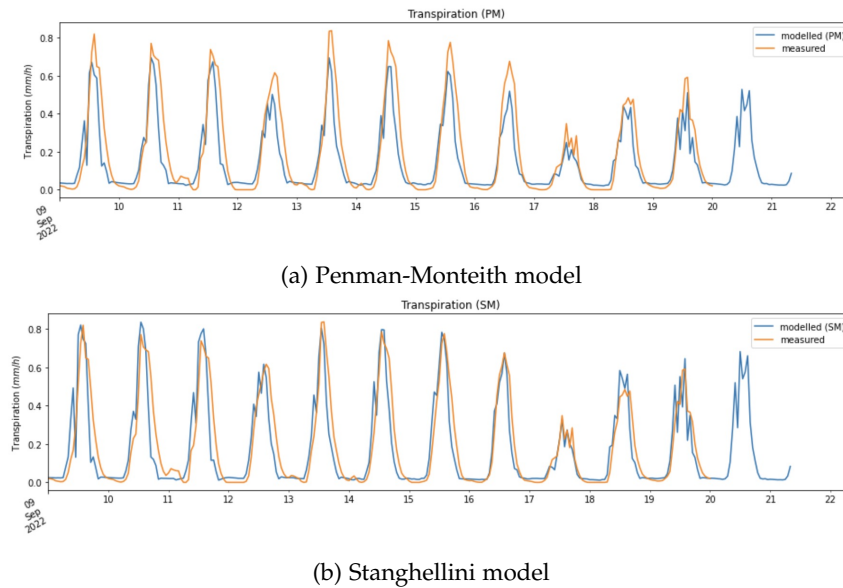 Transpiration (PM)
Transpiration (mm/h)
0.8
0.6
0.4
0.2
0.0
modelled (PM)
measured
09
Sep
2022
10 11 12 13 14 15 16 17 18 19 20 21 22
(a) Penman-Monteith model
Transpiration (SM)
Transpiration (mm/h)
0.8
0.6
0.4
0.2
0.0
modelled (SM)
measured
09
Sep
2022
10 11 12 13 14 15 16 17 18 19 20 21 22
(b) Stanghellini model